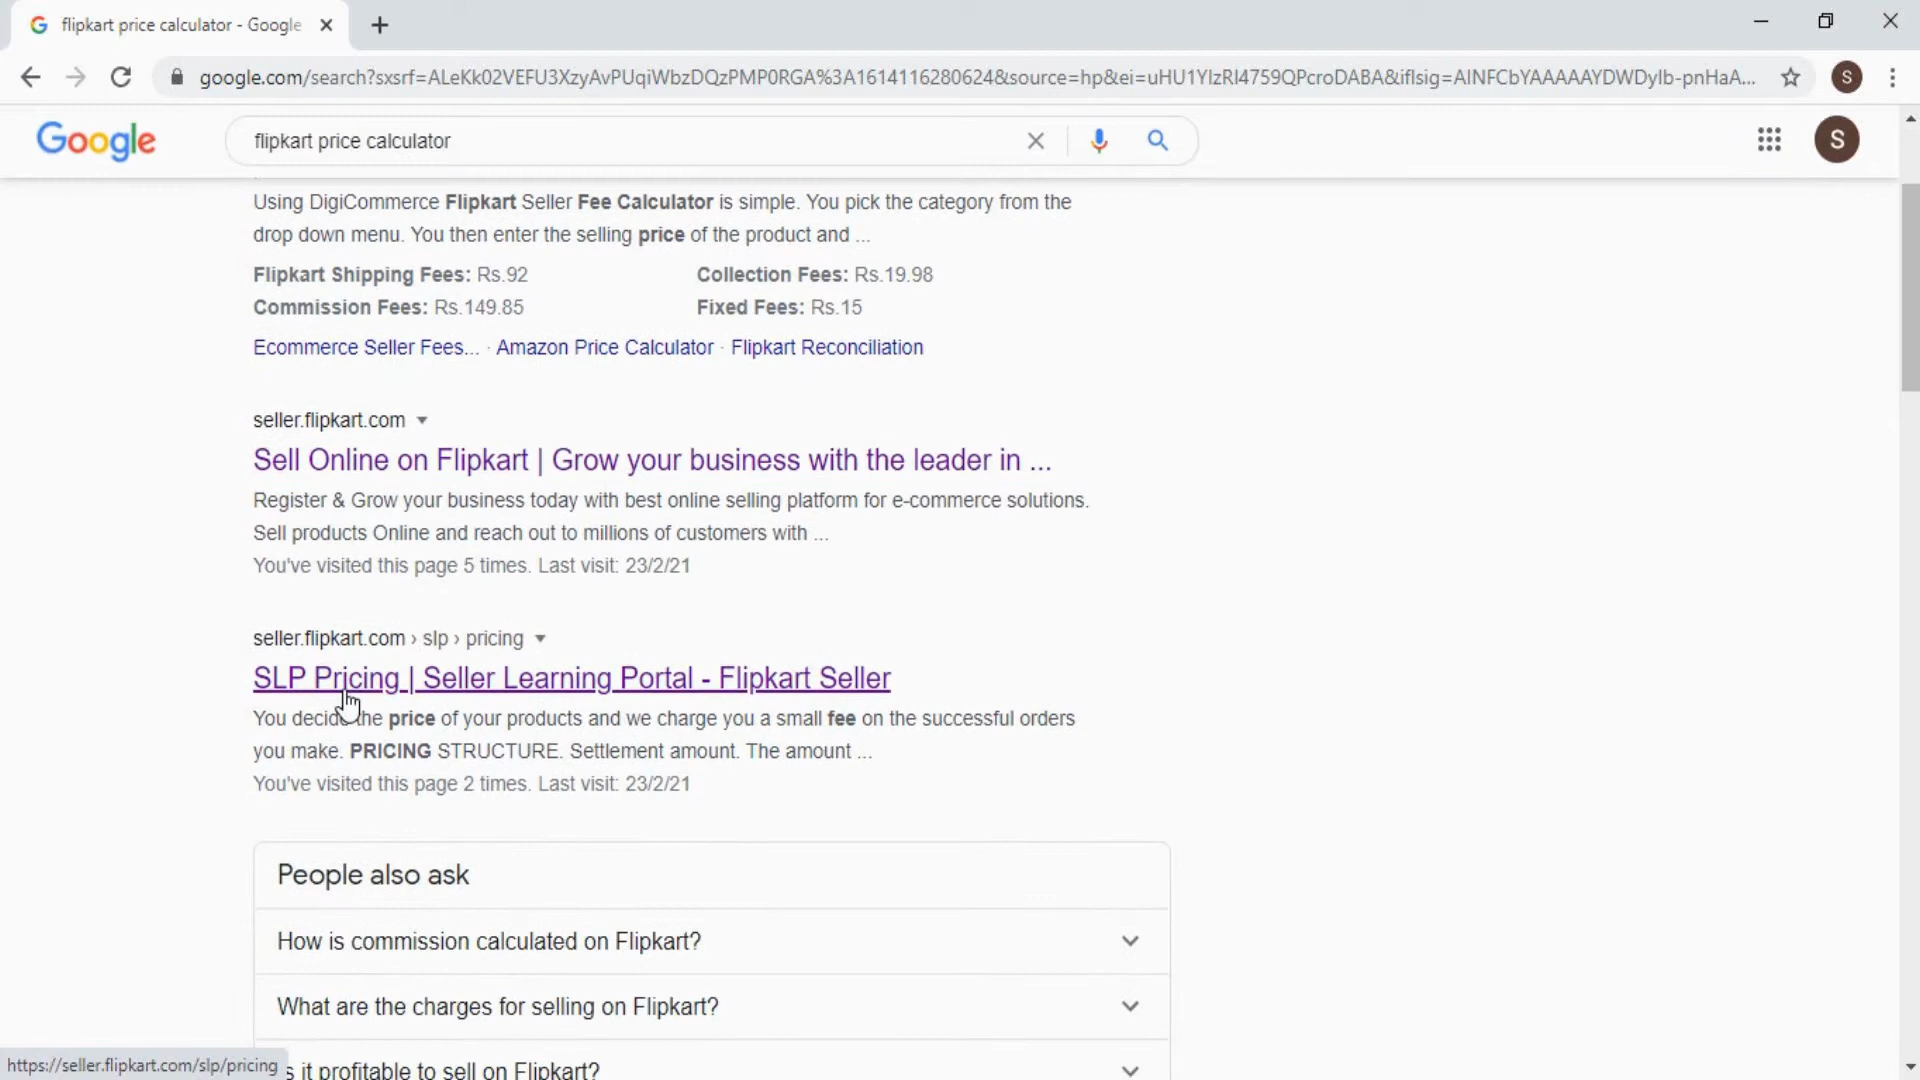 flipkart price calculator - Google
google.com/search?sxsrf=ALeKk02VEFU3XzyAvPUqiWbzDQzPMP0RGA%3A1614116280624&source=hp&ei=uHU1YIzRI4759QPcroDABA&iflsig=AINFCbYAAAAAYDWDyIb-pnHaA...
S
Google
flipkart price calculator
S
Using DigiCommerce Flipkart Seller Fee Calculator is simple. You pick the category from the
drop down menu. You then enter the selling price of the product and ...
Flipkart Shipping Fees: Rs.92
Collection Fees: Rs.19.98
Commission Fees: Rs.149.85
Fixed Fees: Rs.15
Ecommerce Seller Fees... · Amazon Price Calculator · Flipkart Reconciliation
seller.flipkart.com
Sell Online on Flipkart | Grow your business with the leader in ...
Register & Grow your business today with best online selling platform for e-commerce solutions.
Sell products Online and reach out to millions of customers with ...
You've visited this page 5 times. Last visit: 23/2/21
seller.flipkart.com › slp › pricing
SLP Pricing | Seller Learning Portal - Flipkart Seller
You decide the price of your products and we charge you a small fee on the successful orders
you make. PRICING STRUCTURE. Settlement amount. The amount ...
You've visited this page 2 times. Last visit: 23/2/21
People also ask
How is commission calculated on Flipkart?
What are the charges for selling on Flipkart?
s it profitable to sell on Flipkart?
https://seller.flipkart.com/slp/pricing